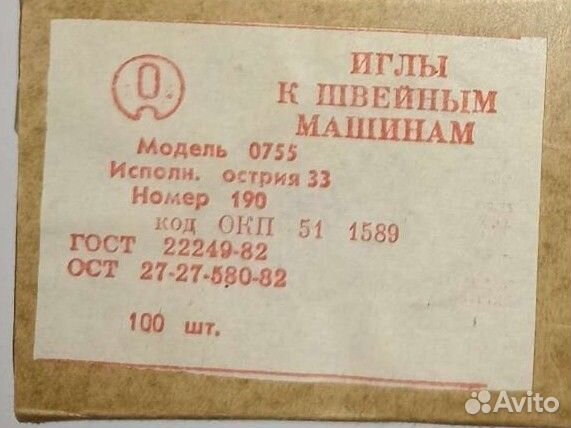 О
ИГЛЫ
К ШВЕЙНЫМ
МАШИНАМ
Модель 0755
Исполн. острия 33
Номер 190
код ОКП 51 1589
ГОСТ 22249-82
ОСТ 27-27-580-82
100 шт.
Avito